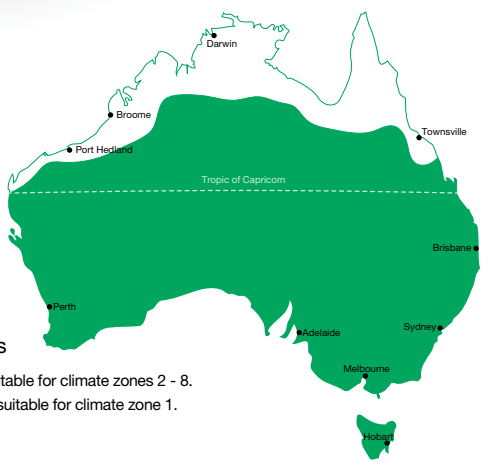 Darwin
Broome
Port Hedland
Townsville
Tropic of Capricorn
Brisbane
Perth
Adelaide
Sydney
Melbourne
Hobart
for climate zones 2 - 8.
suitable for climate zone 1.